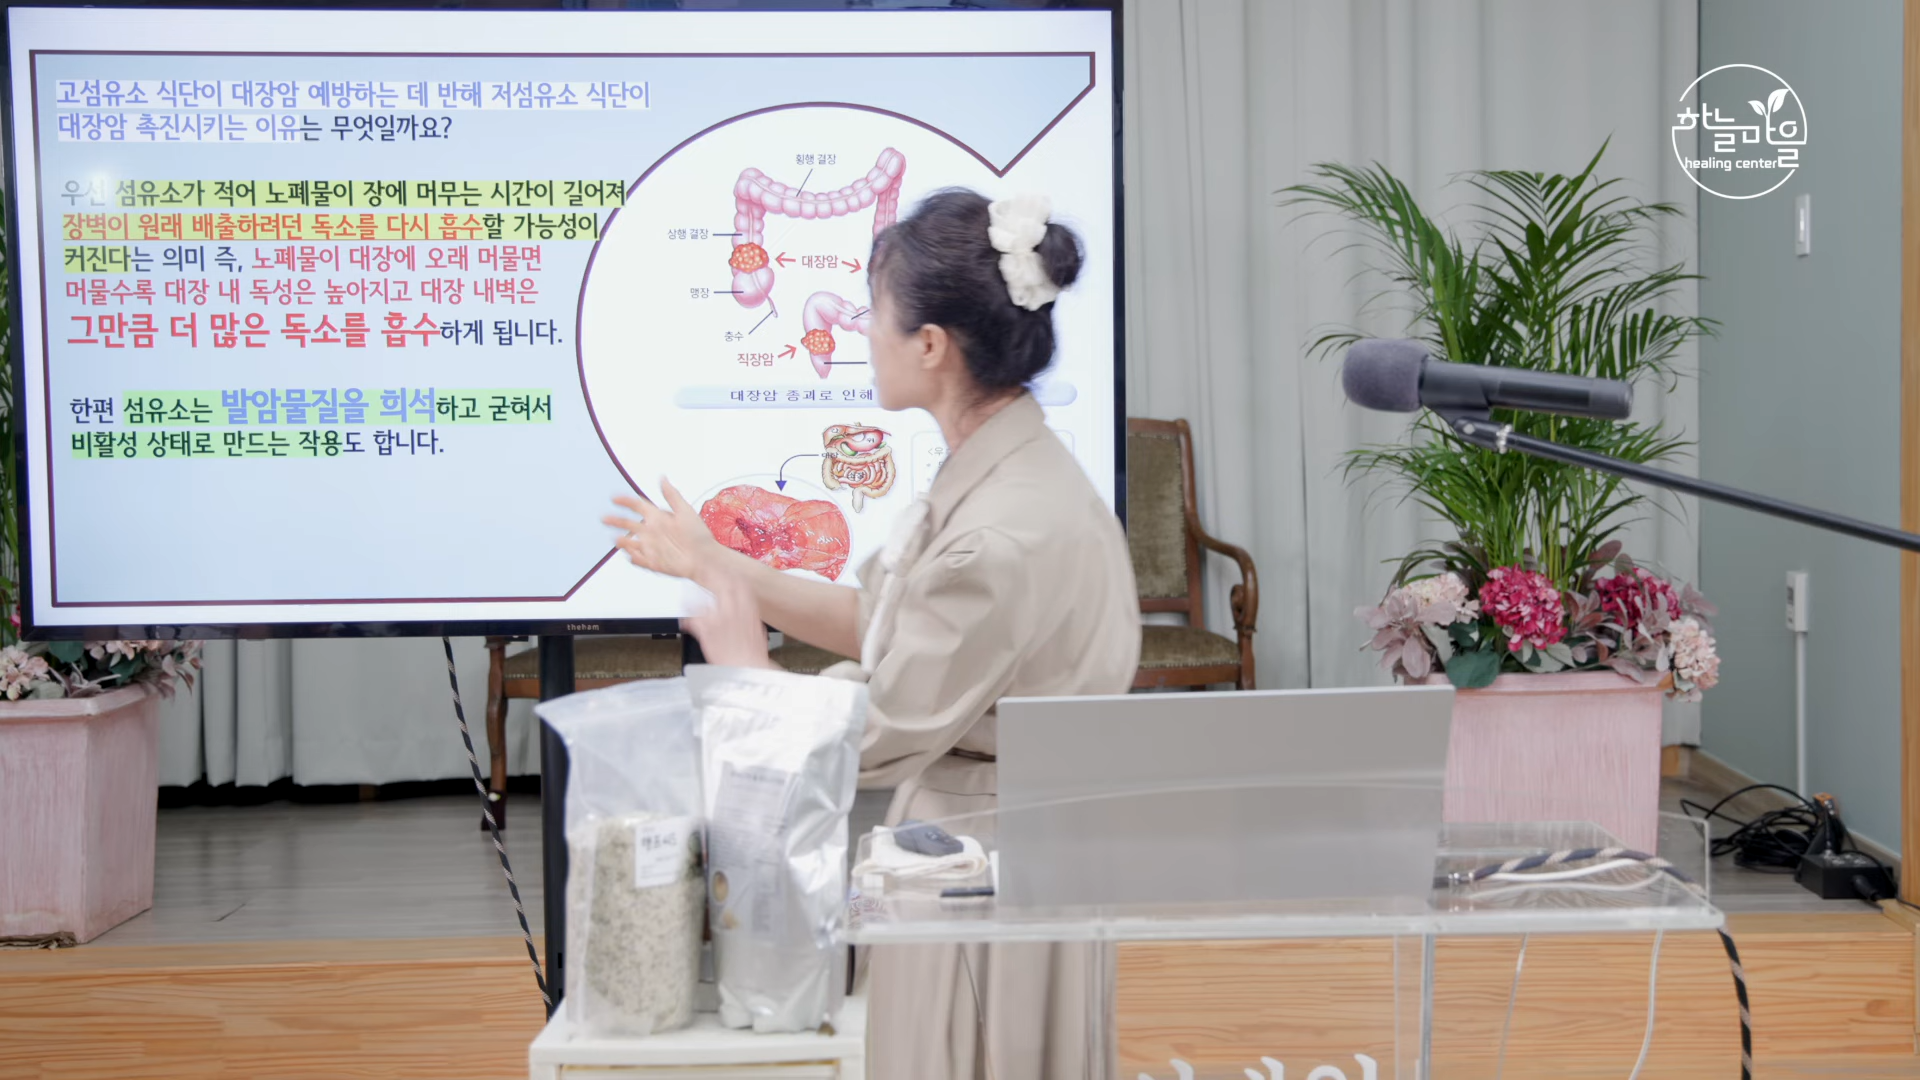 고섬유소 식단이 대장암 예방하는 데 반해 저섬유소 식단이
대장암 촉진시키는 이유는 무엇일까요?
우선 섬유소가 적어 노폐물이 장에 머무는 시간이 길어져
장벽이 원래 배출하려던 독소를 다시 흡수할 가능성이
커진다는 의미 즉, 노폐물이 대장에 오래 머물면
머물수록 대장 내 독성은 높아지고 대장 내벽은
그만큼 더 많은 독소를 흡수하게 됩니다.
한편 섬유소는 발암물질을 희석하고 굳혀서
비활성 상태로 만드는 작용도 합니다.
횡행 결장
상행 결장
대장암
맹장
충수
직장암
대장암 종괴로 인해
대장
theham
햄프씨드
하늘마을
healing center